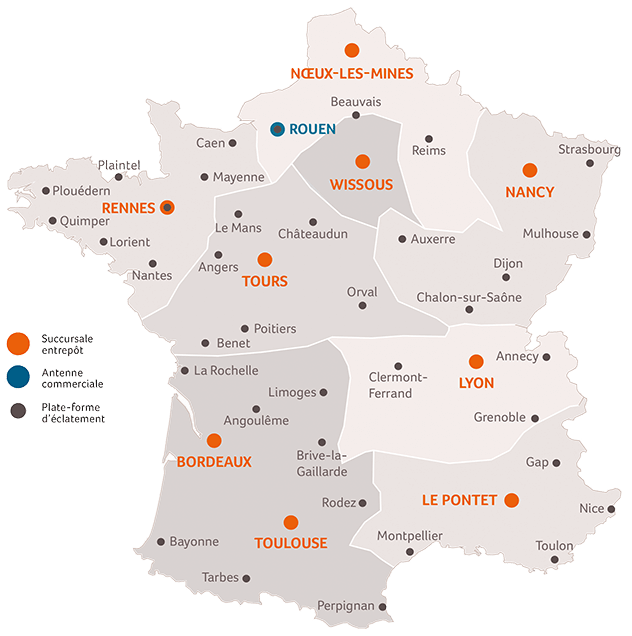 NŒUX-LES-MINES
Beauvais
ROUEN
Caen
Reims
Strasbourg
Plaintel
Mayenne
WISSOUS
NANCY
Plouédern
RENNES
Quimper
Le Mans
Châteaudun
Auxerre
Mulhouse
Lorient
Nantes
Angers
TOURS
Dijon
Orval
Chalon-sur-Saône
Poitiers
Benet
Succursale
entrepôt
Antenne
commerciale
Plate-forme
d'éclatement
La Rochelle
Limoges
Clermont-
Ferrand
LYON
Annecy
Angoulême
Grenoble
BORDEAUX
Brive-la-
Gaillarde
Gap
Rodez
LE PONTET
Nice
TOULOUSE
Bayonne
Montpellier
Toulon
Tarbes
Perpignan